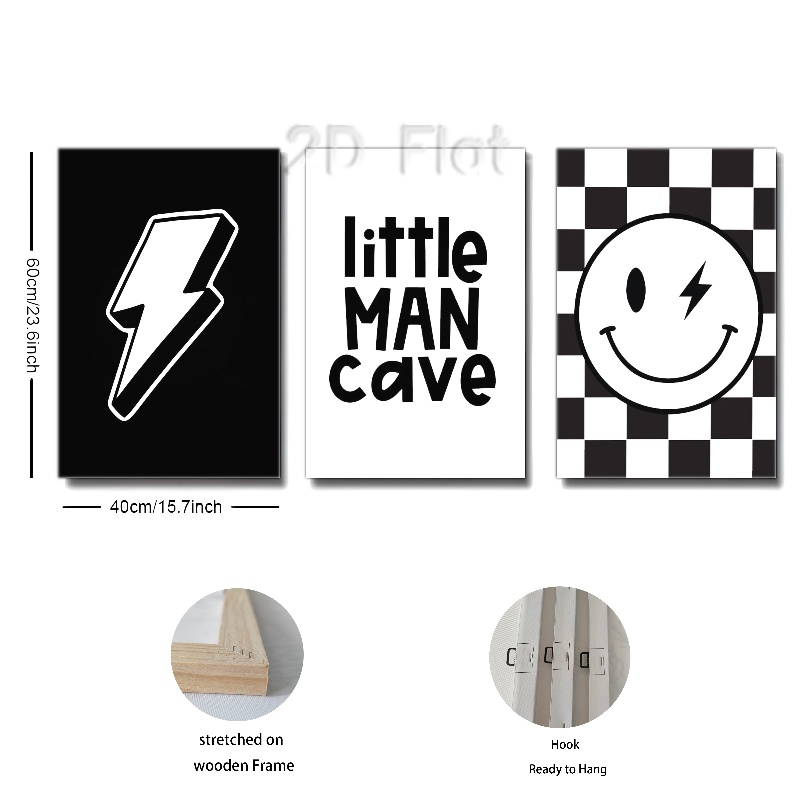 2D Flat
60cm/23.6inch
little
MAN
cave
40cm/15.7inch
stretched on
wooden Frame
Hook
Ready to Hang